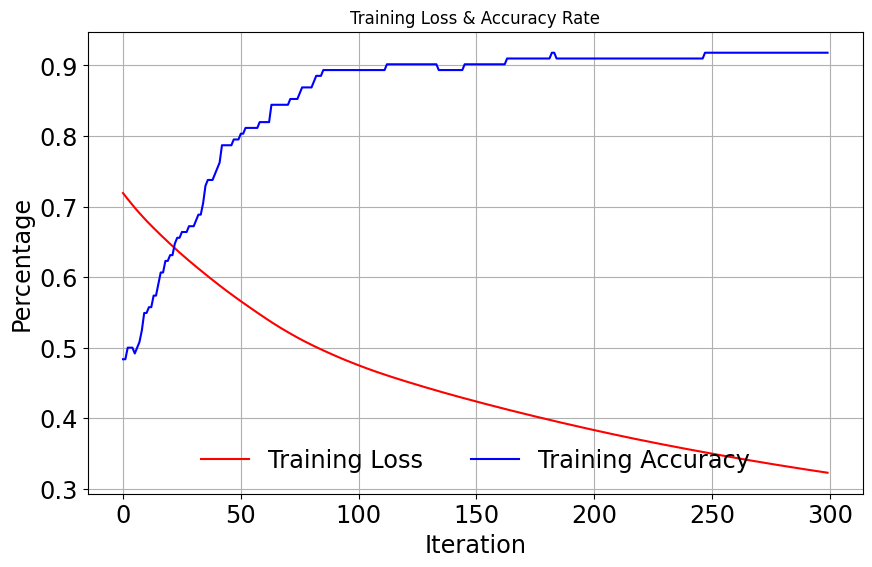 Training Loss & Accuracy Rate
0.9
0.8
0.7
0.6
0.5
0.4
0.3
Percentage
Training Loss
Training Accuracy
0
50
100
150
200
250
300
Iteration